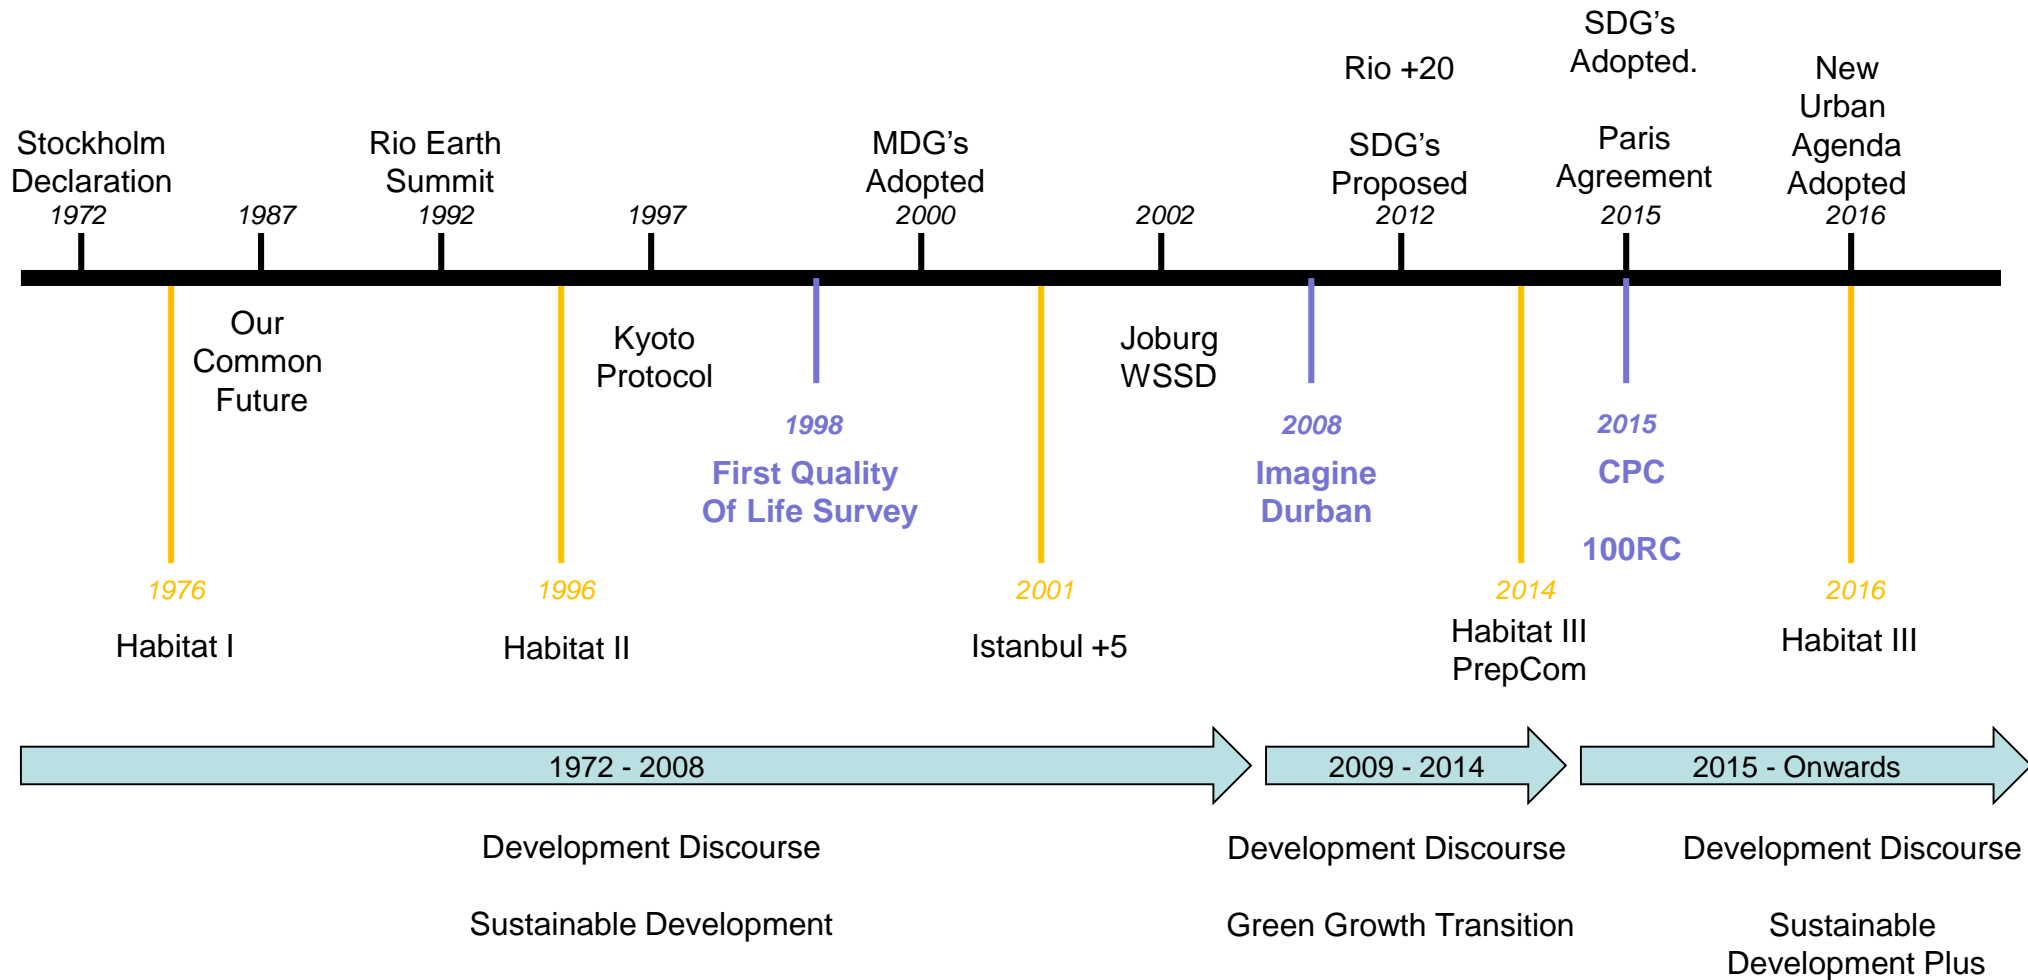 SDG's
Adopted.
Rio +20
New
Urban
Agenda
Adopted
Stockholm
Declaration
Rio Earth
Summit
MDG's
Adopted
SDG's
Proposed
Paris
Agreement
1972
1987
1992
1997
2000
2002
2012
2015
2016
Our
Common
Future
Kyoto
Protocol
Joburg
WSSD
1998
First Quality
Of Life Survey
2008
Imagine
Durban
2015
CPC
100RC
1976
Habitat I
1996
Habitat II
2001
Istanbul +5
2014
Habitat III
PrepCom
2016
Habitat III
1972 - 2008
2009 - 2014
2015 - Onwards
Development Discourse
Sustainable Development
Development Discourse
Green Growth Transition
Development Discourse
Sustainable
Development Plus